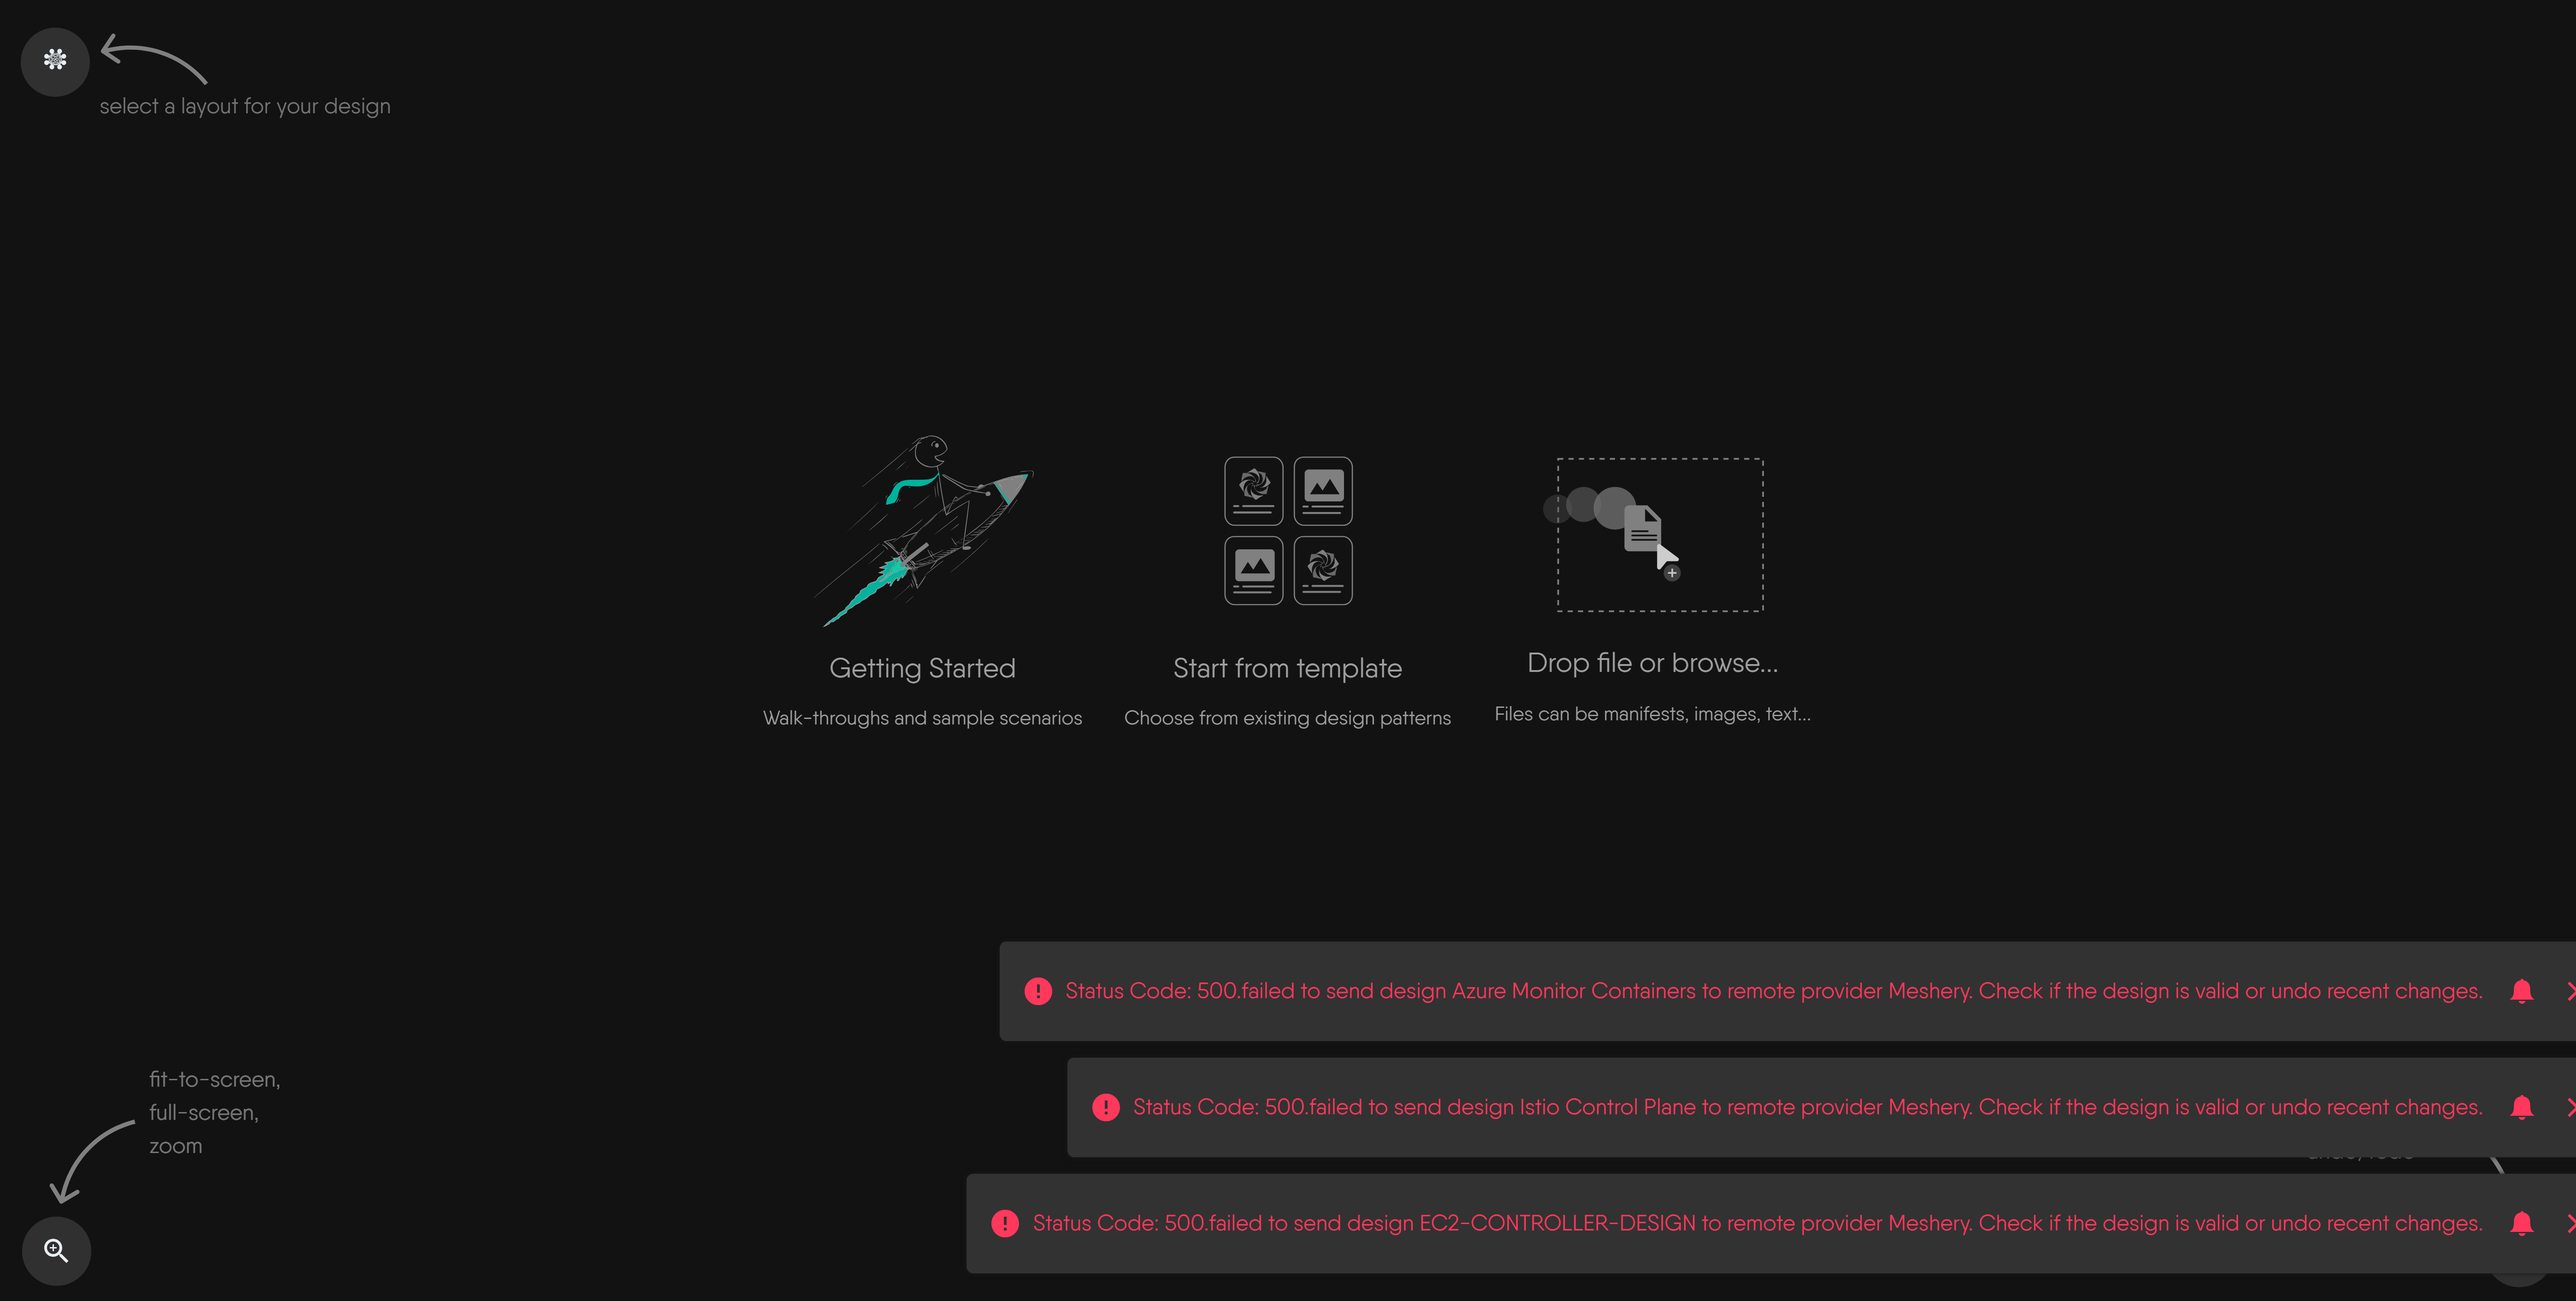 select a layout for your design
Getting Started
Walk-throughs and sample scenarios
Start from template
Choose from existing design patterns
Drop file or browse...
Files can be manifests, images, text...
Status Code: 500.failed to send design Azure Monitor Containers to remote provider Meshery. Check if the design is valid or undo recent changes.
Status Code: 500.failed to send design Istio Control Plane to remote provider Meshery. Check if the design is valid or undo recent changes.
Status Code: 500.failed to send design EC2-CONTROLLER-DESIGN to remote provider Meshery. Check if the design is valid or undo recent changes.
fit-to-screen,
full-screen,
zoom